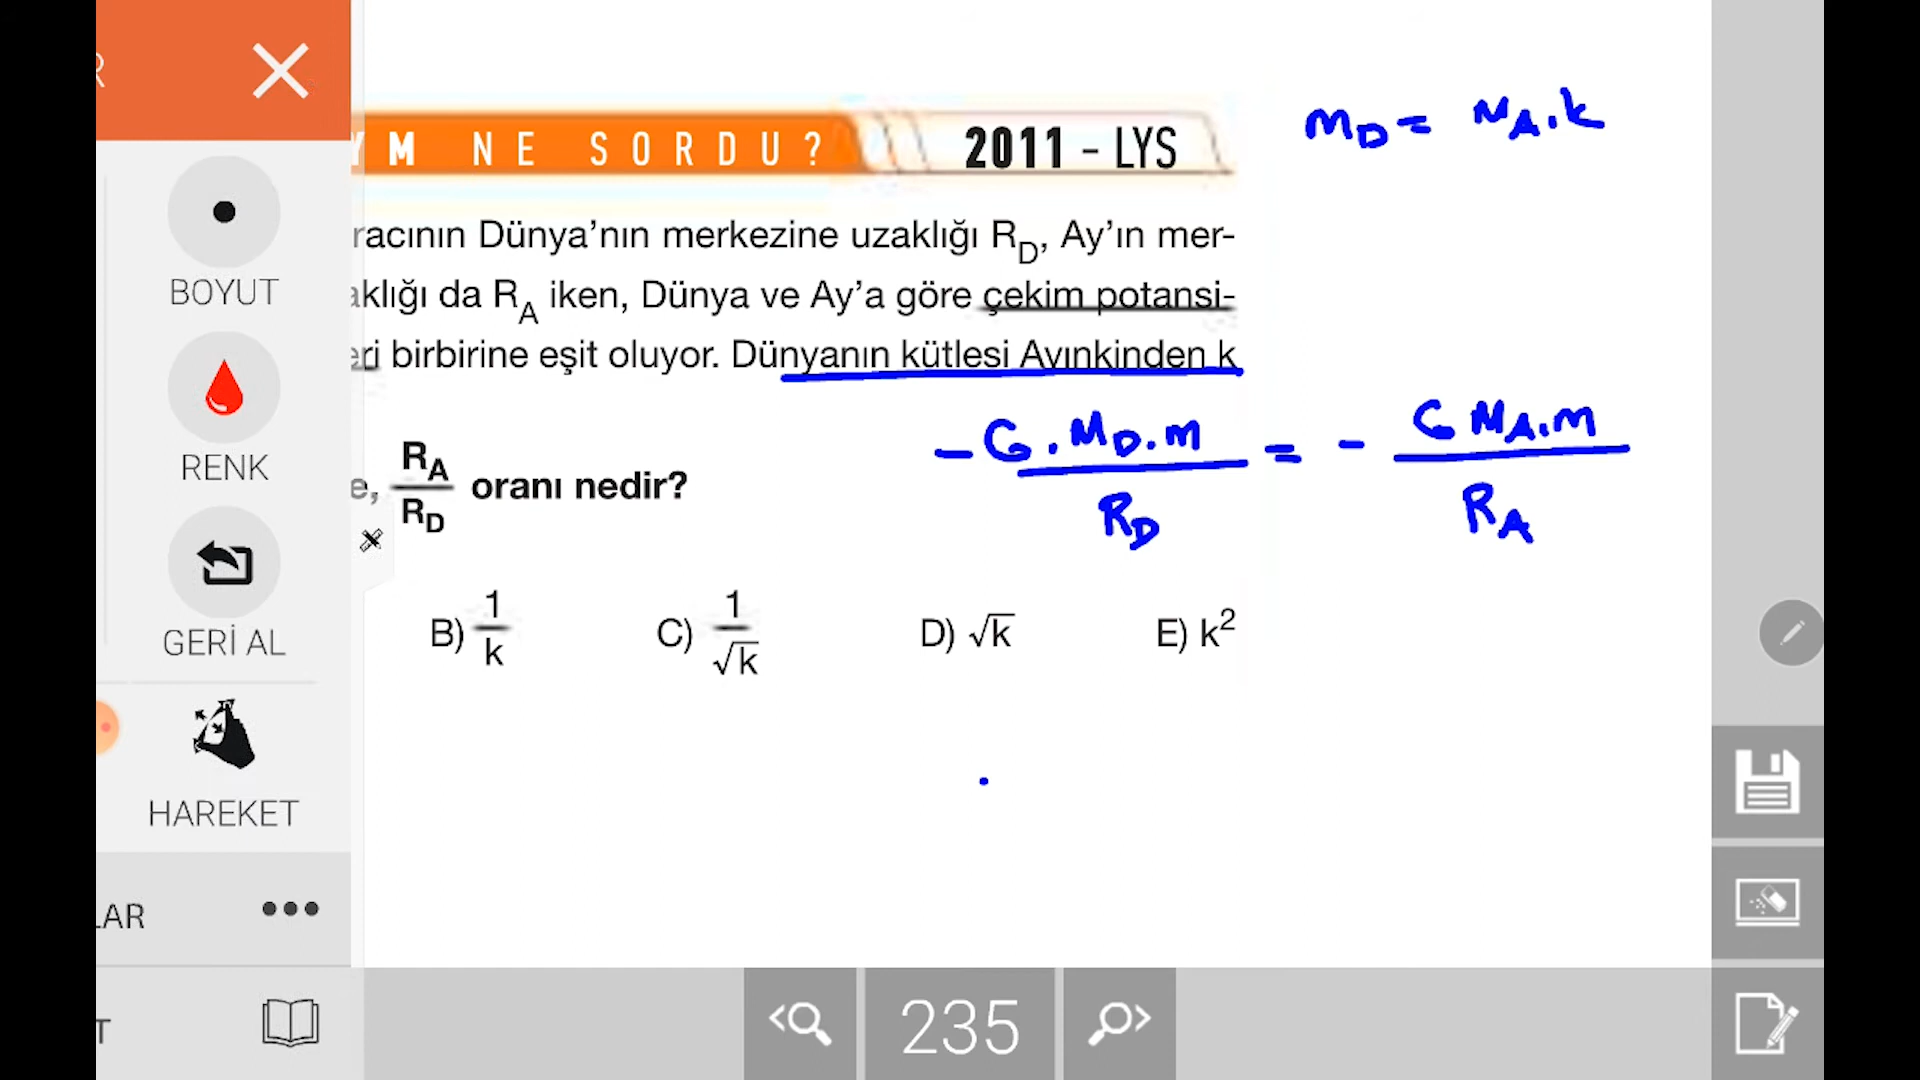 R
BOYUT
RENK
GERİ AL
HAREKET
LAR
T
YM NE SORDU?
2011 - LYS
racının Dünya'nın merkezine uzaklığı R_D, Ay'ın mer-
aklığı da R_A iken, Dünya ve Ay'a göre çekim potansi-
eri birbirine eşit oluyor. Dünyanın kütlesi Ayınkinden k
e, R_A/R_D oranı nedir?
B) 1/k
C) 1/√k
D) √k
E) k²
M_D = M_A.k
- G.M_D.m / R_D = - G M_A.m / R_A
235